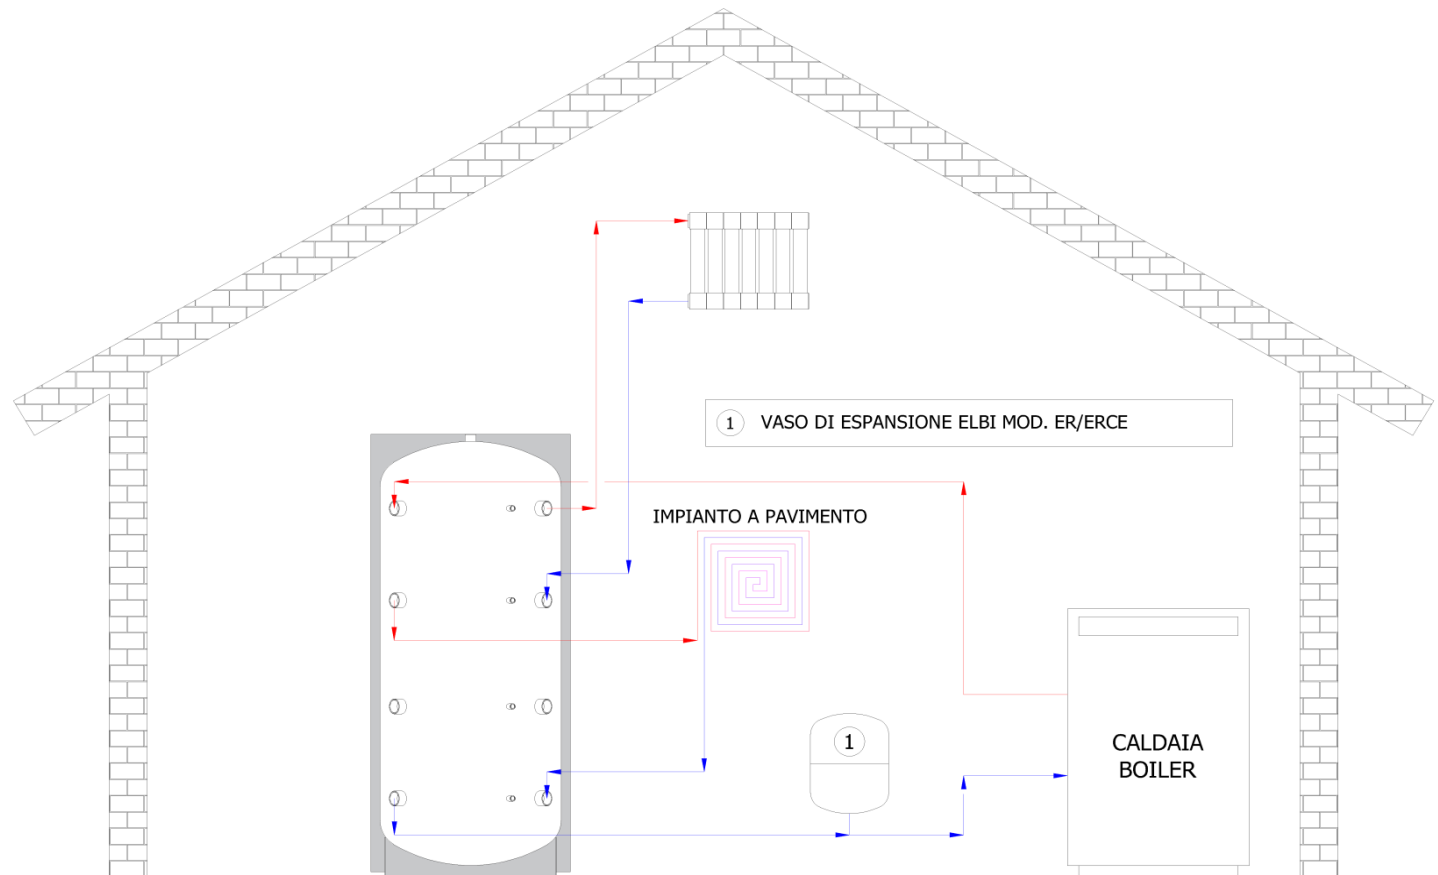 1 VASO DI ESPANSIONE ELBI MOD. ER/ERCE
IMPIANTO A PAVIMENTO
1
CALDAIA
BOILER